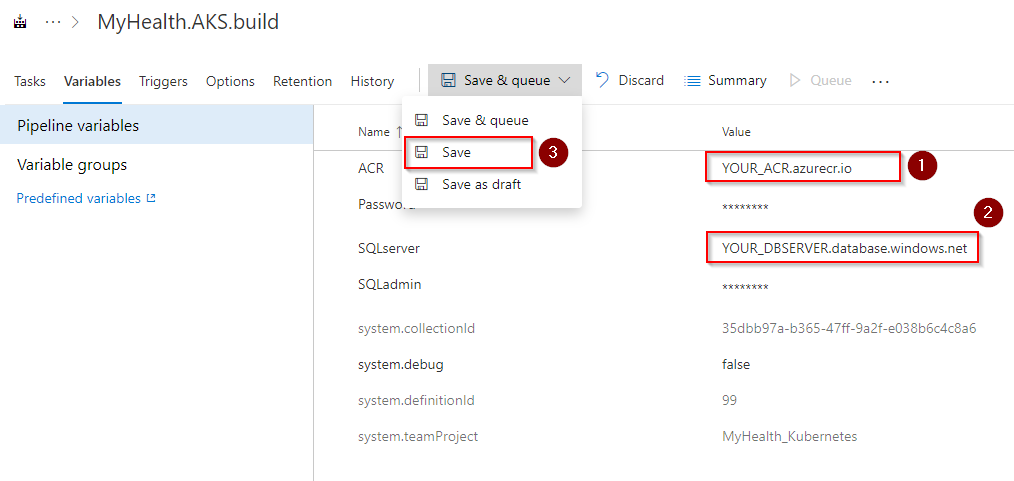 ··· > MyHealth.AKS.build
Tasks Variables Triggers Options Retention History Save & queue Discard Summary Queue ···
Pipeline variables
Variable groups
Predefined variables
Save & queue
Save
3
Save as draft
Name ↑ Value
ACR YOUR_ACR.azurecr.io
1
Password ********
2
SQLserver YOUR_DBSERVER.database.windows.net
SQLadmin ********
system.collectionId 35dbb97a-b365-47ff-9a2f-e038b6c4c8a6
system.debug false
system.definitionId 99
system.teamProject MyHealth_Kubernetes